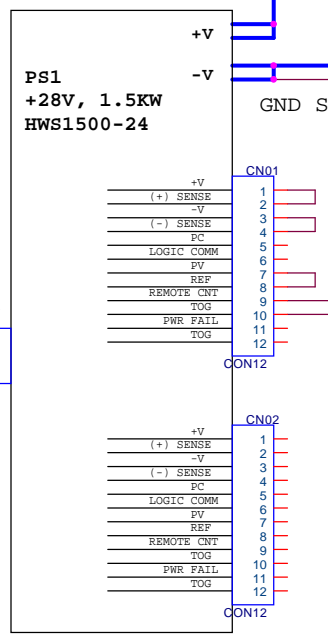 +V
PS1
-V
+28V, 1.5KW
HWS1500-24
GND S
CN01
+V 1
(+) SENSE 2
-V 3
(-) SENSE 4
PC 5
LOGIC COMM 6
PV 7
REF 8
REMOTE CNT 9
TOG 10
PWR FAIL 11
TOG 12
CON12
CN02
+V 1
(+) SENSE 2
-V 3
(-) SENSE 4
PC 5
LOGIC COMM 6
PV 7
REF 8
REMOTE CNT 9
TOG 10
PWR FAIL 11
TOG 12
CON12